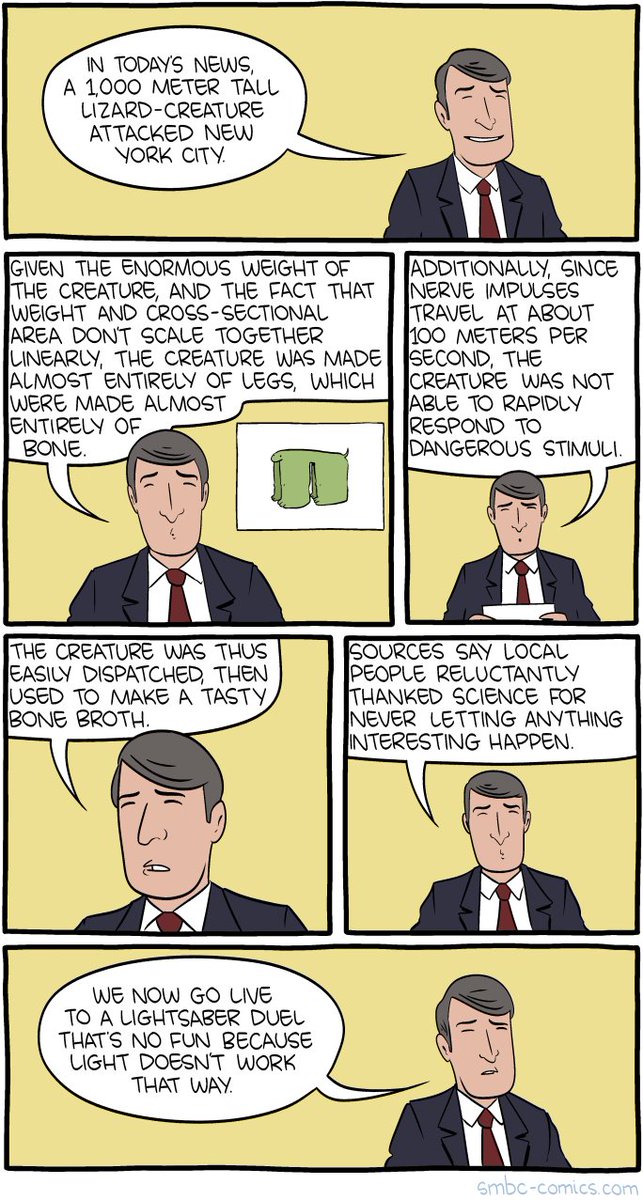 IN TODAY'S NEWS,
A 1,000 METER TALL
LIZARD-CREATURE
ATTACKED NEW
YORK CITY.
GIVEN THE ENORMOUS WEIGHT OF
THE CREATURE, AND THE FACT THAT
WEIGHT AND CROSS-SECTIONAL
AREA DON'T SCALE TOGETHER
LINEARLY, THE CREATURE WAS MADE
ALMOST ENTIRELY OF LEGS, WHICH
WERE MADE ALMOST
ENTIRELY OF
BONE.
ADDITIONALLY, SINCE
NERVE IMPULSES
TRAVEL AT ABOUT
100 METERS PER
SECOND, THE
CREATURE WAS NOT
ABLE TO RAPIDLY
RESPOND TO
DANGEROUS STIMULI.
THE CREATURE WAS THUS
EASILY DISPATCHED, THEN
USED TO MAKE A TASTY
BONE BROTH.
SOURCES SAY LOCAL
PEOPLE RELUCTANTLY
THANKED SCIENCE FOR
NEVER LETTING ANYTHING
INTERESTING HAPPEN.
WE NOW GO LIVE
TO A LIGHTSABER DUEL
THAT'S NO FUN BECAUSE
LIGHT DOESN'T WORK
THAT WAY.
smbc-comics.com